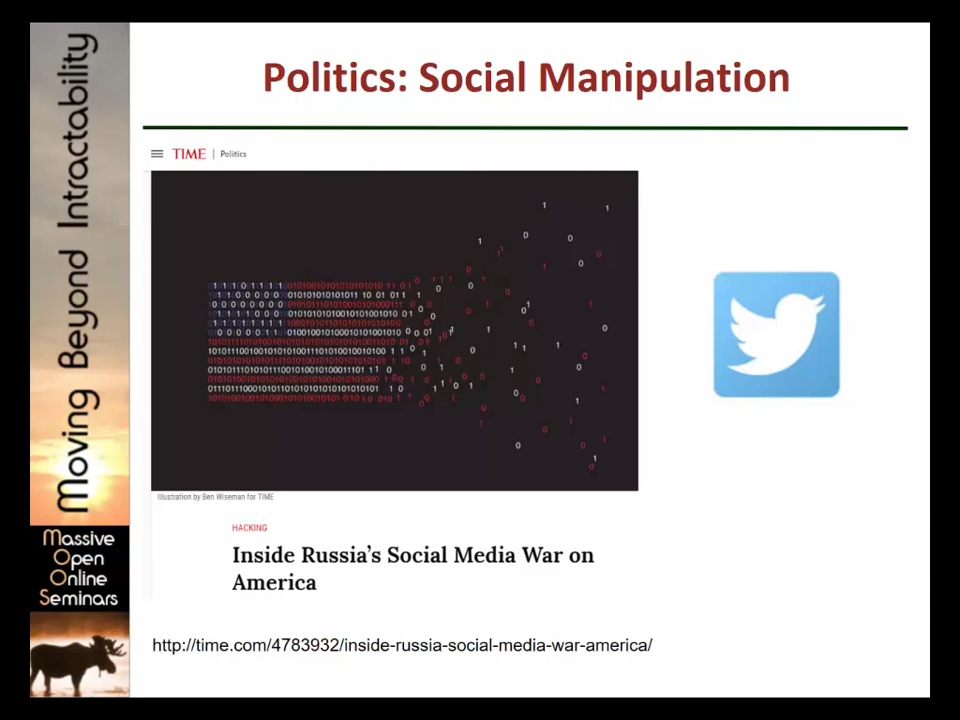 Politics: Social Manipulation
Moving Beyond Intractability
TIME | Politics
Illustration by Ben Wiseman for TIME
HACKING
Inside Russia's Social Media War on
America
Massive
Open
Online
Seminars
http://time.com/4783932/inside-russia-social-media-war-america/